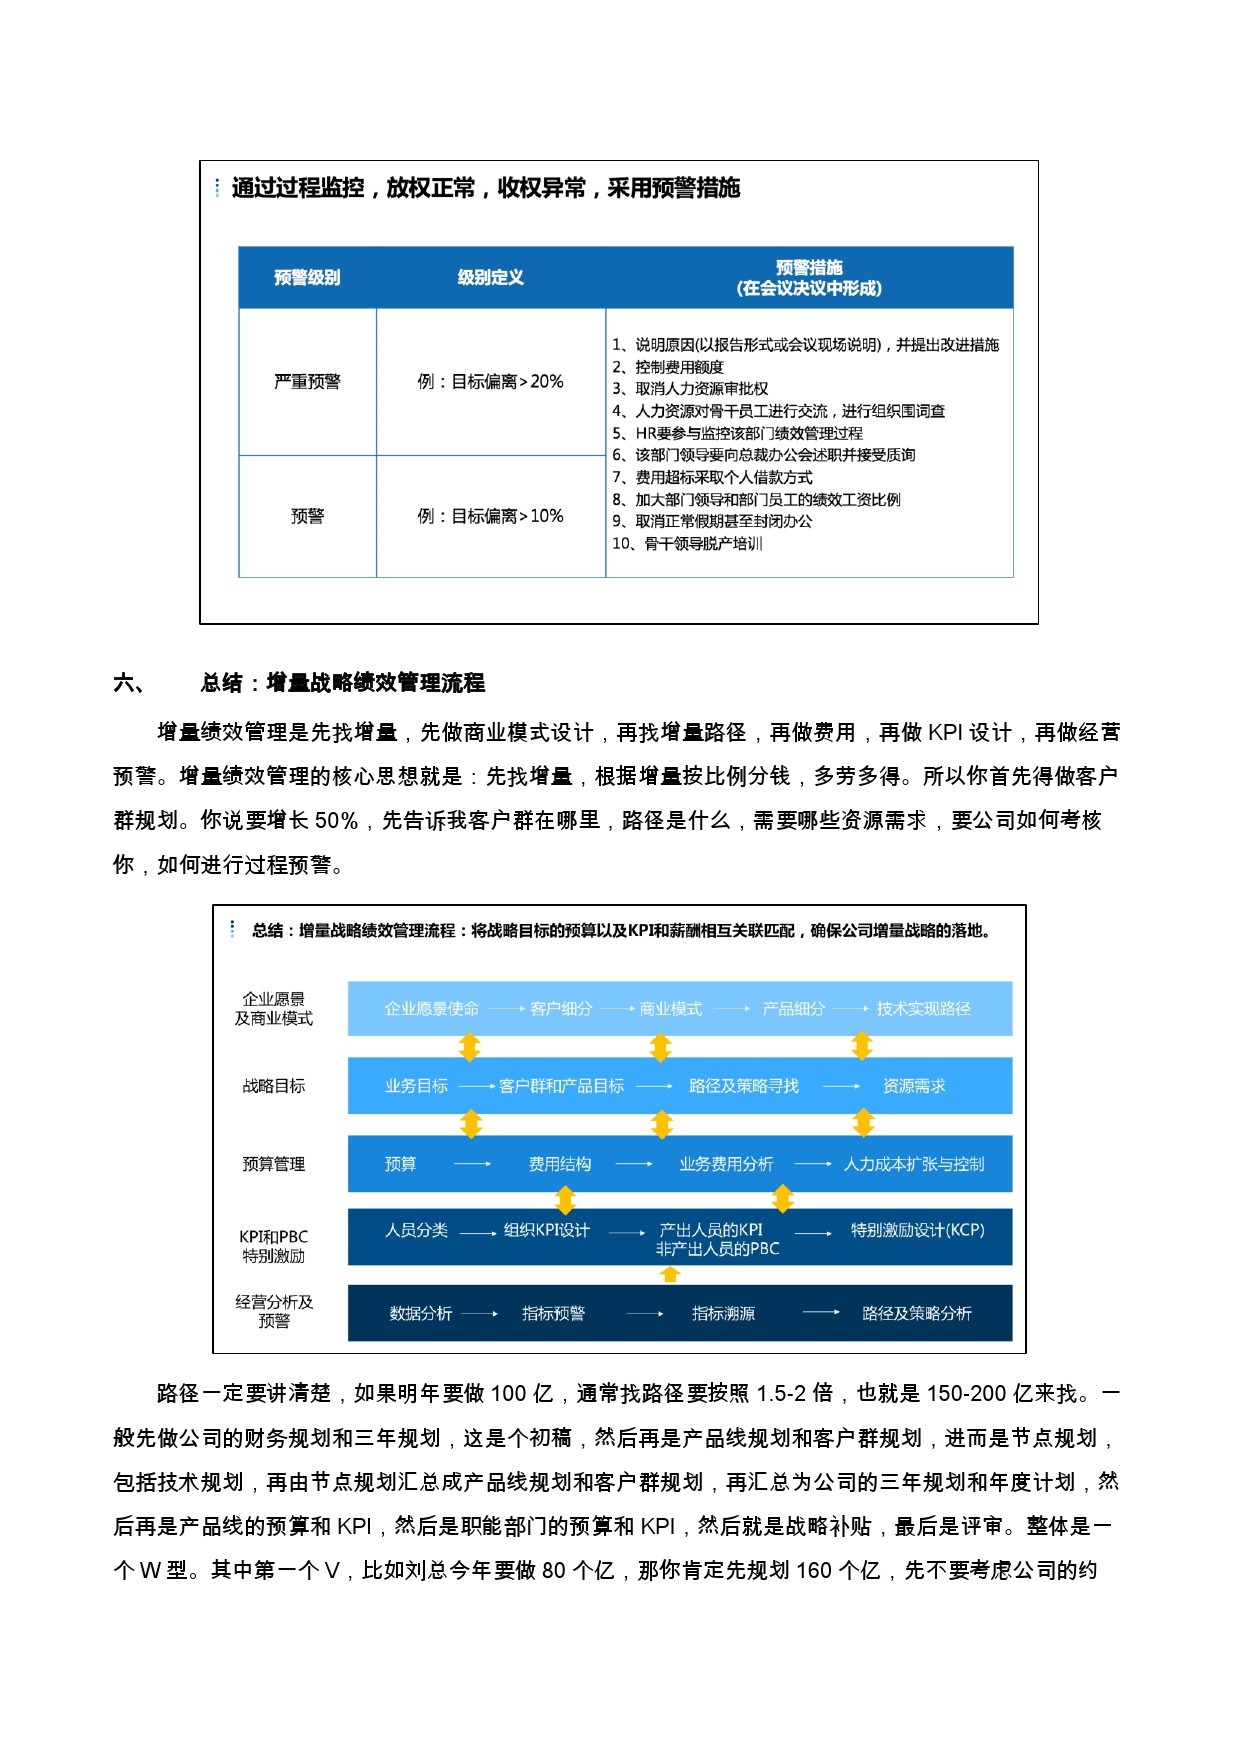 通过过程监控，放权正常，收权异常，采用预警措施
预警级别 级别定义 预警措施
(在会议决议中形成)
严重预警 例：目标偏离>20%
预警 例：目标偏离>10%
1、说明原因(以报告形式或会议现场说明)，并提出改进措施
2、控制费用额度
3、取消人力资源审批权
4、人力资源对骨干员工进行交流，进行组织围词查
5、HR要参与监控该部门绩效管理过程
6、该部门领导要向总裁办公会述职并接受质询
7、费用超标采取个人借款方式
8、加大部门领导和部门员工的绩效工资比例
9、取消正常假期甚至封闭办公
10、骨干领导脱产培训
六、 总结：增量战略绩效管理流程
增量绩效管理是先找增量，先做商业模式设计，再找增量路径，再做费用，再做 KPI 设计，再做经营
预警。增量绩效管理的核心思想就是：先找增量，根据增量按比例分钱，多劳多得。所以你首先得做客户
群规划。你说要增长 50%，先告诉我客户群在哪里，路径是什么，需要哪些资源需求，要公司如何考核
你，如何进行过程预警。
总结：增量战略绩效管理流程：将战略目标的预算以及KPI和薪酬相互关联匹配，确保公司增量战略的落地。
企业愿景
及商业模式
企业愿景使命 客户细分 商业模式 产品细分 技术实现路径
战略目标 业务目标 客户群和产品目标 路径及策略寻找 资源需求
预算管理 预算 费用结构 业务费用分析 人力成本扩张与控制
KPI和PBC
特别激励
人员分类 组织KPI设计 产出人员的KPI 特别激励设计(KCP)
非产出人员的PBC
经营分析及
预警
数据分析 指标预警 指标溯源 路径及策略分析
路径一定要讲清楚，如果明年要做 100 亿，通常找路径要按照 1.5-2 倍，也就是 150-200 亿来找。一
般先做公司的财务规划和三年规划，这是个初稿，然后再是产品线规划和客户群规划，进而是节点规划，
包括技术规划，再由节点规划汇总成产品线规划和客户群规划，再汇总为公司的三年规划和年度计划，然
后再是产品线的预算和 KPI，然后是职能部门的预算和 KPI，然后就是战略补贴，最后是评审。整体是一
个 W 型。其中第一个 V，比如刘总今年要做 80 个亿，那你肯定先规划 160 个亿，先不要考虑公司的约